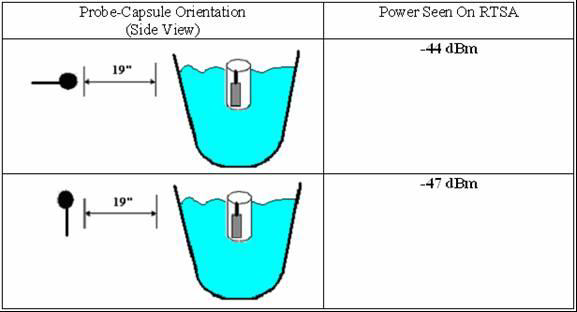 Probe-Capsule Orientation
(Side View)
Power Seen On RTSA
19"
-44 dBm
19"
-47 dBm